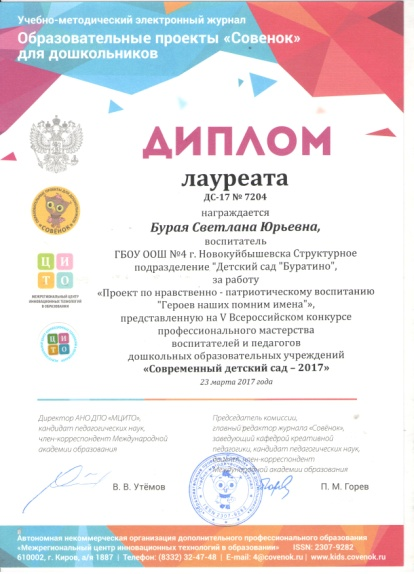 Учебно-методический электронный журнал
Образовательные проекты «Совенок»
для дошкольников
ДИПЛОМ
лауреата
ДС-17 № 7204
награждается
Бурая Светлана Юрьевна,
воспитатель
ГБОУ ООШ №4 г. Новокуйбышевска Структурное
подразделение "Детский сад "Буратино",
за работу
«Проект по нравственно - патриотическому воспитанию
"Героев наших помним имена"»,
представленную на V Всероссийском конкурсе
профессионального мастерства
воспитателей и педагогов
дошкольных образовательных учреждений
«Современный детский сад – 2017»
23 марта 2017 года
«СОВЕНОК»
ЦИТО
МЕЖРЕГИОНАЛЬНЫЙ ЦЕНТР
ИННОВАЦИОННЫХ ТЕХНОЛОГИЙ
В ОБРАЗОВАНИИ
ЦИТО
Директор АНО ДПО «МЦИТО»,
кандидат педагогических наук,
член-корреспондент Международной
академии образования
В. В. Утёмов
Председатель комиссии,
главный редактор журнала «Совёнок»,
заведующий кафедрой креативной
педагогики, кандидат педагогических наук,
член-корреспондент
Международной академии образования
П. М. Горев
Автономная некоммерческая организация дополнительного профессионального образования
«Межрегиональный центр инновационных технологий в образовании» ISSN: 2307-9282
610002, г. Киров, а/я 1887 | Телефон: (8332) 32-47-48 | E-mail: 4@covenok.ru | www.kids.covenok.ru